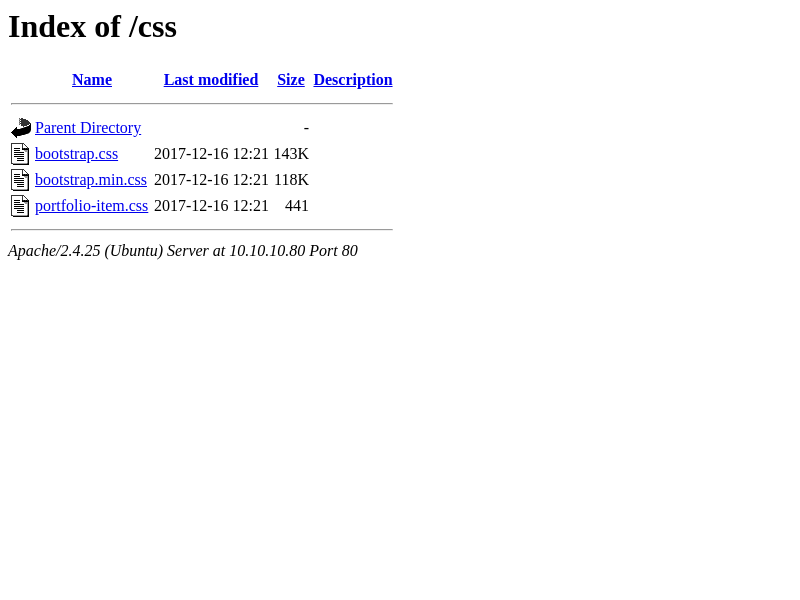 Index of /css
Name Last modified Size Description
Parent Directory -
bootstrap.css 2017-12-16 12:21 143K
bootstrap.min.css 2017-12-16 12:21 118K
portfolio-item.css 2017-12-16 12:21 441
Apache/2.4.25 (Ubuntu) Server at 10.10.10.80 Port 80